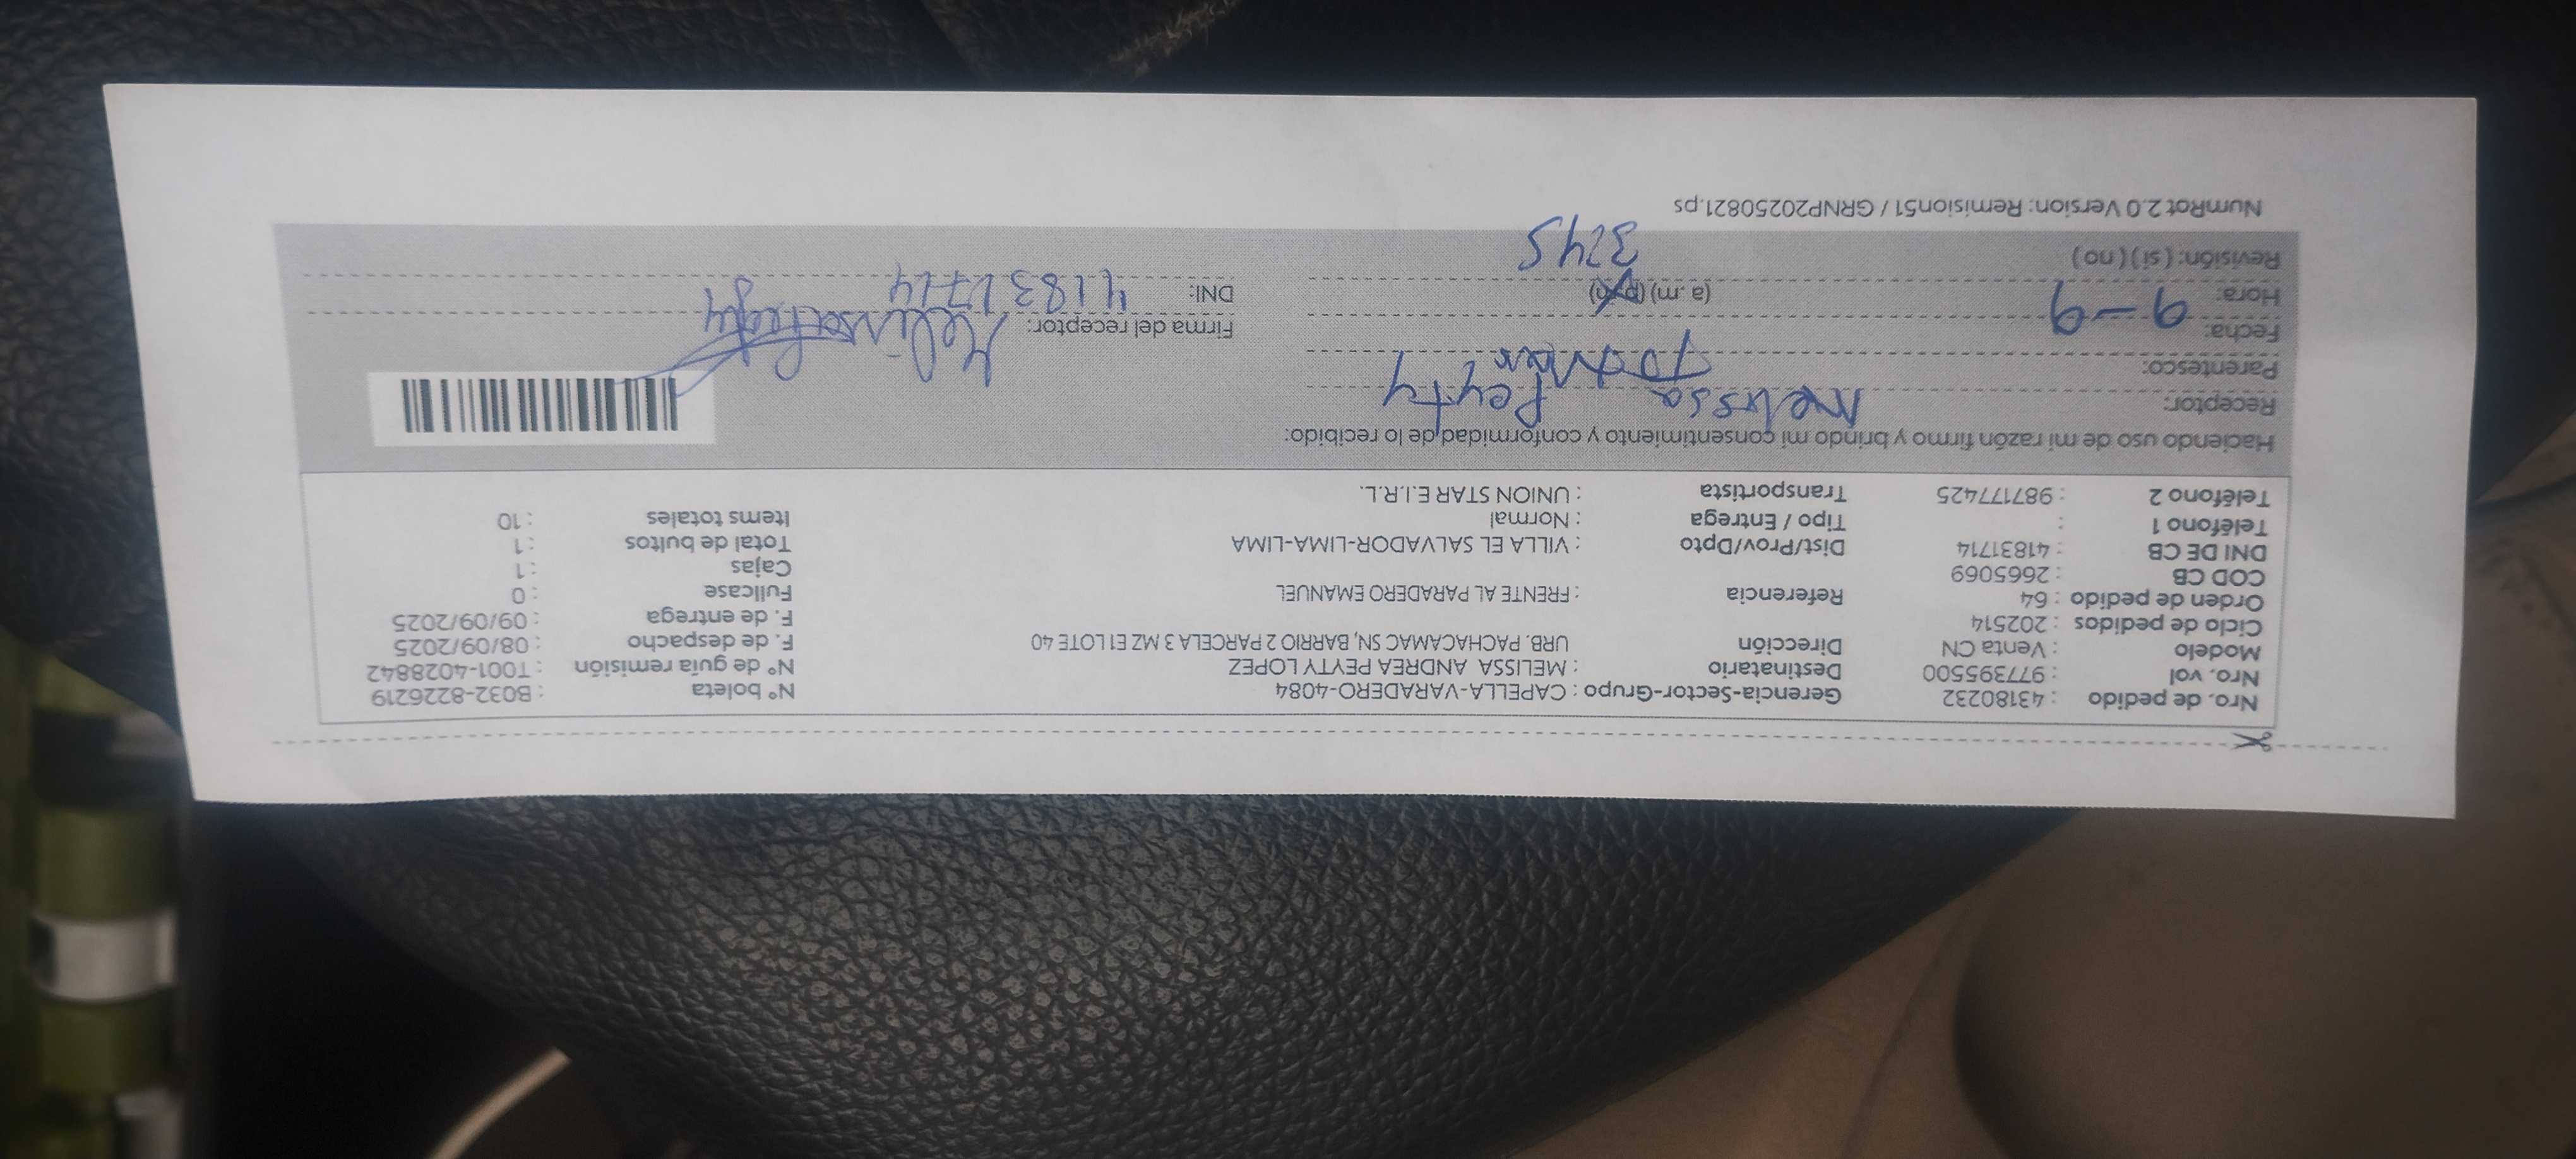 Nro. de pedido : 43180232 Gerencia-Sector-Grupo : CAPELLA-VARADERO-4084 N° boleta : B032-8226219
Nro. vol : 977395500 Destinatario : MELISSA ANDREA PEYTY LOPEZ N° de guía remisión : T001-4028842
Modelo : Venta CN Dirección URB. PACHACAMAC SN, BARRIO 2 PARCELA 3 MZ E1 LOTE 40 F. de despacho : 08/09/2025
Ciclo de pedidos : 202514 F. de entrega : 09/09/2025
Orden de pedido : 64 Referencia : FRENTE AL PARADERO EMANUEL Fullcase : 0
COD CB : 2665069 Cajas : 1
DNI DE CB : 41831714 Dist/Prov/Dpto : VILLA EL SALVADOR-LIMA-LIMA Total de bultos : 1
Teléfono 1 : Tipo / Entrega : Normal Items totales : 10
Teléfono 2 : 987177425 Transportista : UNION STAR E.I.R.L.
Haciendo uso de mi razón firmo y brindo mi consentimiento y conformidad de lo recibido:
Receptor: Melissa Peyty
Parentesco:
Fecha: 9-9 Firma del receptor: Melissa Peyty
Hora: (a.m) (p.m) DNI: 41831714
Revisión: ( si ) ( no ) 3245
NumRot 2.0 Version: Remision51 / GRNP20250821.ps